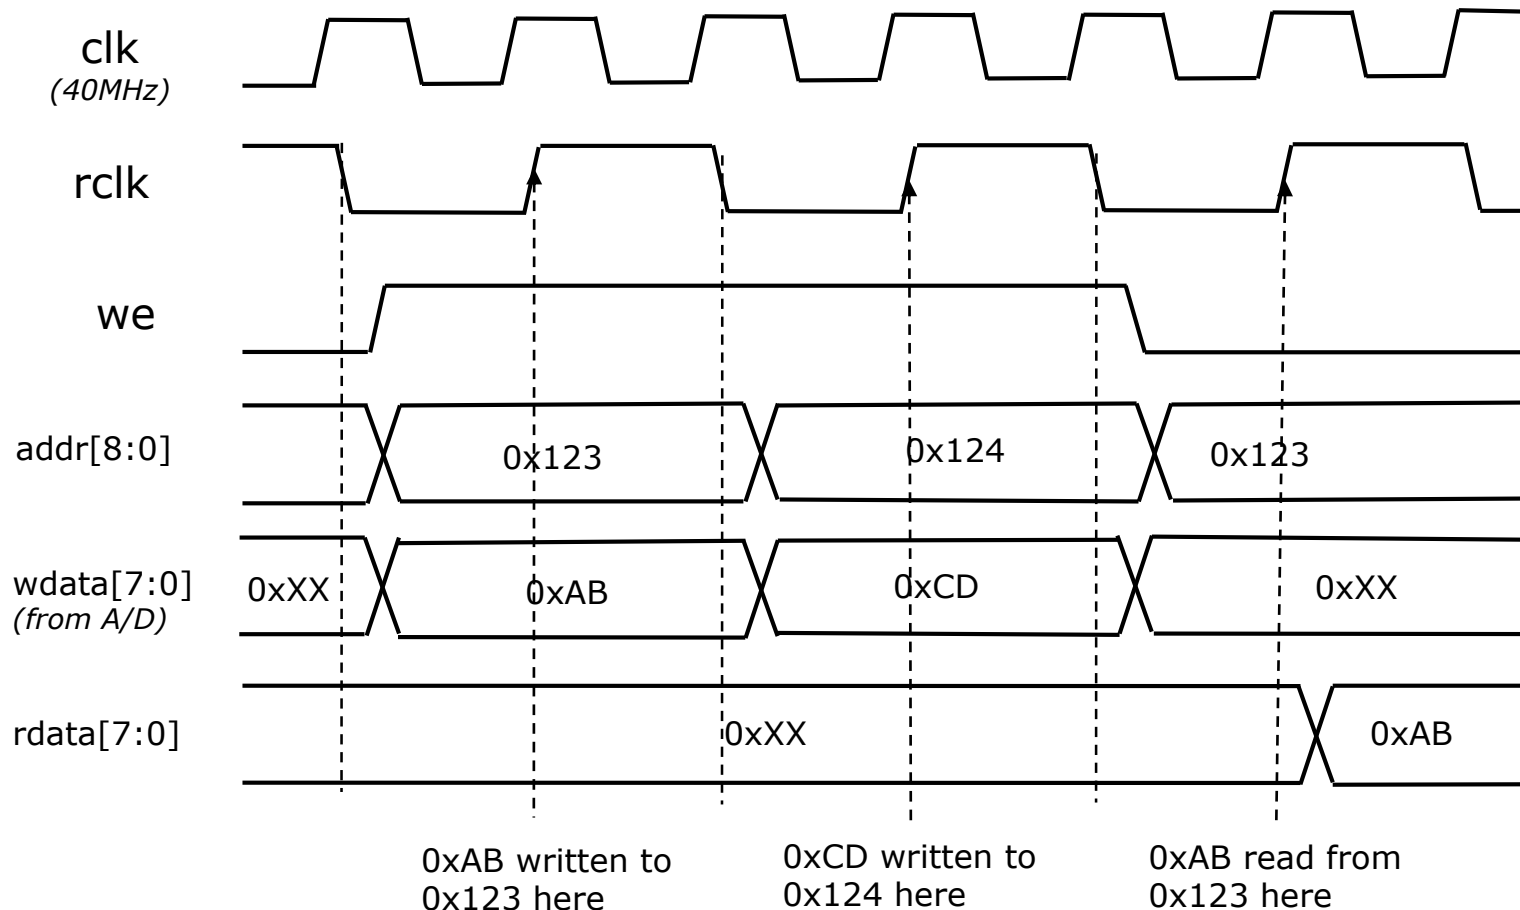 clk
(40MHz)
rclk
we
addr[8:0]
0x123
0x124
0x123
wdata[7:0]
(from A/D)
0xXX
0xAB
0xCD
0xXX
rdata[7:0]
0xXX
0xAB
0xAB written to
0x123 here
0xCD written to
0x124 here
0xAB read from
0x123 here